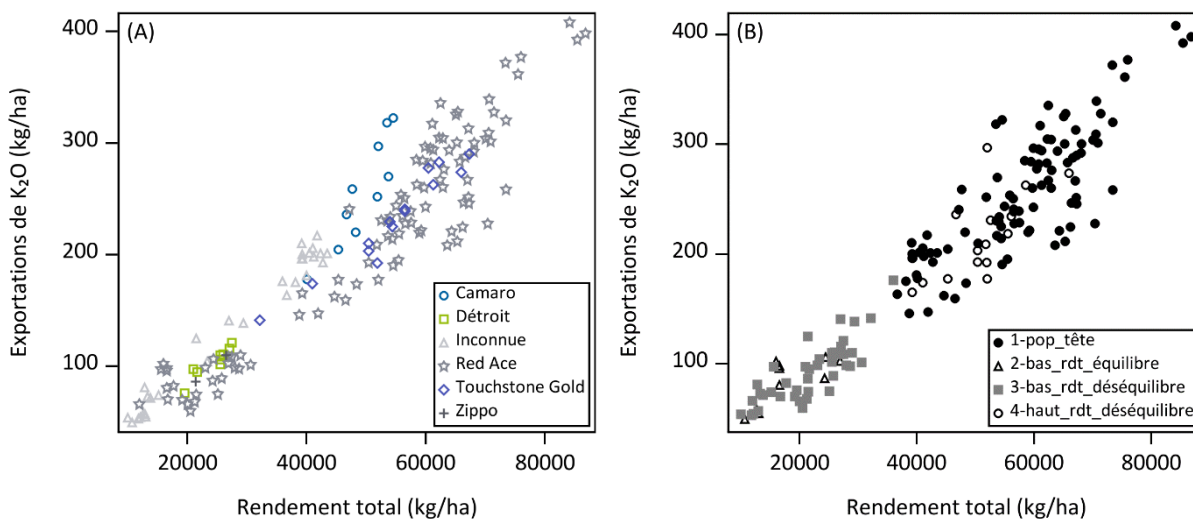 (A)
Exportations de K₂O (kg/ha)
400
300
200
100
20000 40000 60000 80000
Rendement total (kg/ha)
Camaro
Détroit
Inconnue
Red Ace
Touchstone Gold
Zippo
(B)
Exportations de K₂O (kg/ha)
400
300
200
100
20000 40000 60000 80000
Rendement total (kg/ha)
1-pop_tête
2-bas_rdt_équilibre
3-bas_rdt_déséquilibre
4-haut_rdt_déséquilibre